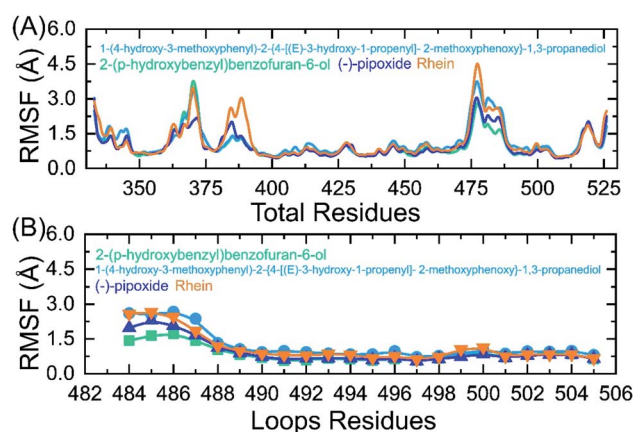 (A)
6.0
1-(4-hydroxy-3-methoxyphenyl)-2-{4-[(E)-3-hydroxy-1-propenyl]- 2-methoxyphenoxy}-1,3-propanediol
4.5
2-(p-hydroxybenzyl)benzofuran-6-ol (-)-pipoxide Rhein
3.0
1.5
0.0
RMSF (Å)
350 375 400 425 450 475 500 525
Total Residues
(B)
6.0
2-(p-hydroxybenzyl)benzofuran-6-ol
4.5
1-(4-hydroxy-3-methoxyphenyl)-2-{4-[(E)-3-hydroxy-1-propenyl]- 2-methoxyphenoxy}-1,3-propanediol
(-)-pipoxide Rhein
3.0
1.5
0.0
RMSF (Å)
482 484 486 488 490 492 494 496 498 500 502 504 506
Loops Residues